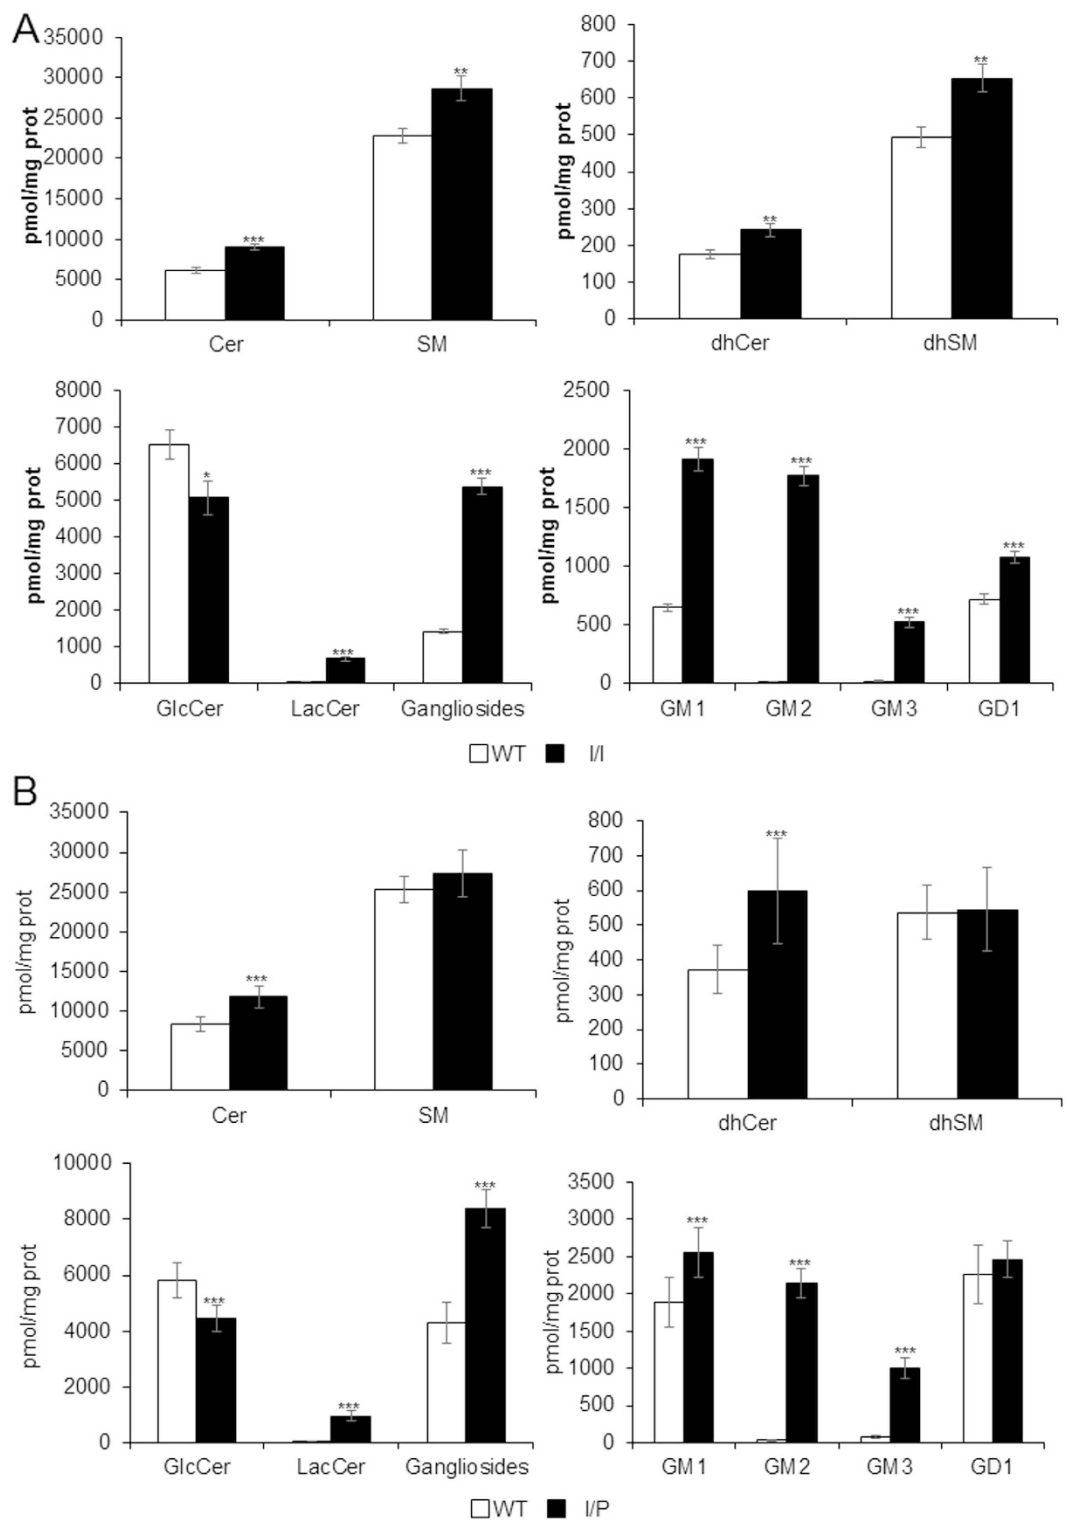 A
35000
30000
25000
20000
15000
10000
5000
0
pmol/mg prot
***
**
Cer
SM
800
700
600
500
400
300
200
100
0
pmol/mg prot
**
**
dhCer
dhSM
8000
7000
6000
5000
4000
3000
2000
1000
0
pmol/mg prot
*
***
***
GlcCer
LacCer
Gangliosides
2500
2000
1500
1000
500
0
pmol/mg prot
***
***
***
***
GM1
GM2
GM3
GD1
WT
I/I
B
35000
30000
25000
20000
15000
10000
5000
0
pmol/mg prot
***
Cer
SM
800
700
600
500
400
300
200
100
0
pmol/mg prot
***
dhCer
dhSM
10000
8000
6000
4000
2000
0
pmol/mg prot
***
***
***
GlcCer
LacCer
Gangliosides
3500
3000
2500
2000
1500
1000
500
0
pmol/mg prot
***
***
***
GM1
GM2
GM3
GD1
WT
I/P